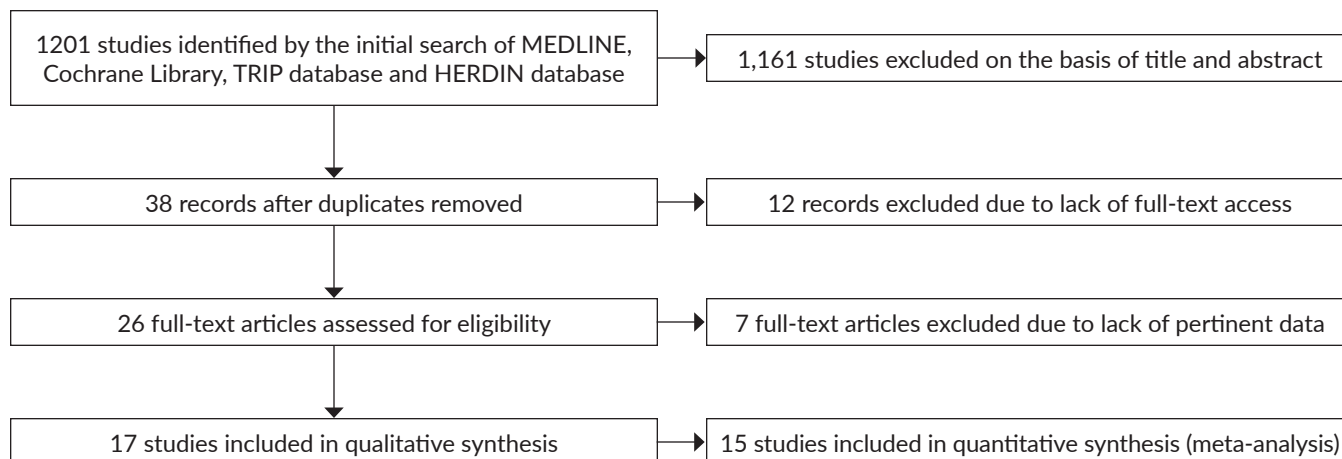 1201 studies identified by the initial search of MEDLINE,
Cochrane Library, TRIP database and HERDIN database
1,161 studies excluded on the basis of title and abstract
38 records after duplicates removed
12 records excluded due to lack of full-text access
26 full-text articles assessed for eligibility
7 full-text articles excluded due to lack of pertinent data
17 studies included in qualitative synthesis
15 studies included in quantitative synthesis (meta-analysis)